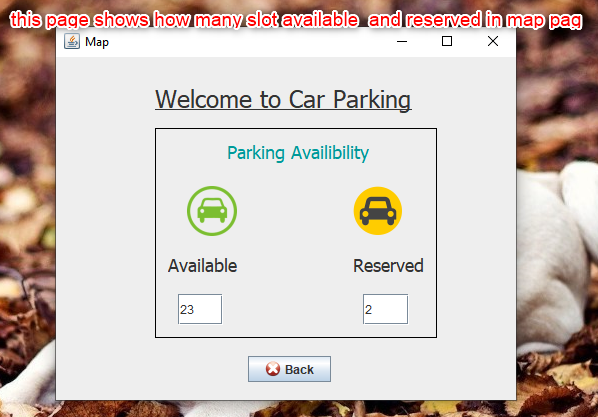 this page shows how many slot available and reserved in map pag
Map
Welcome to Car Parking
Parking Availibility
Available Reserved
23 2
Back